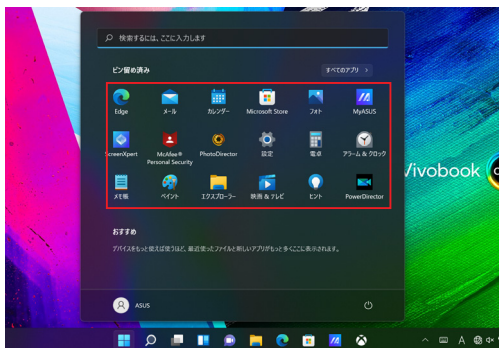 検索するには、ここに入力します
ピン留め済み
すべてのアプリ >
Edge
メール
カレンダー
Microsoft Store
フォト
MyASUS
ScreenXpert
McAfee®
Personal Security
PhotoDirector
設定
電卓
アラーム & クロック
メモ帳
ペイント
エクスプローラー
映画 & テレビ
ヒント
PowerDirector
Vivobook
おすすめ
デバイスをもっと使えば使うほど、最近使ったファイルと新しいアプリがもっと多くここに表示されます。
ASUS
A